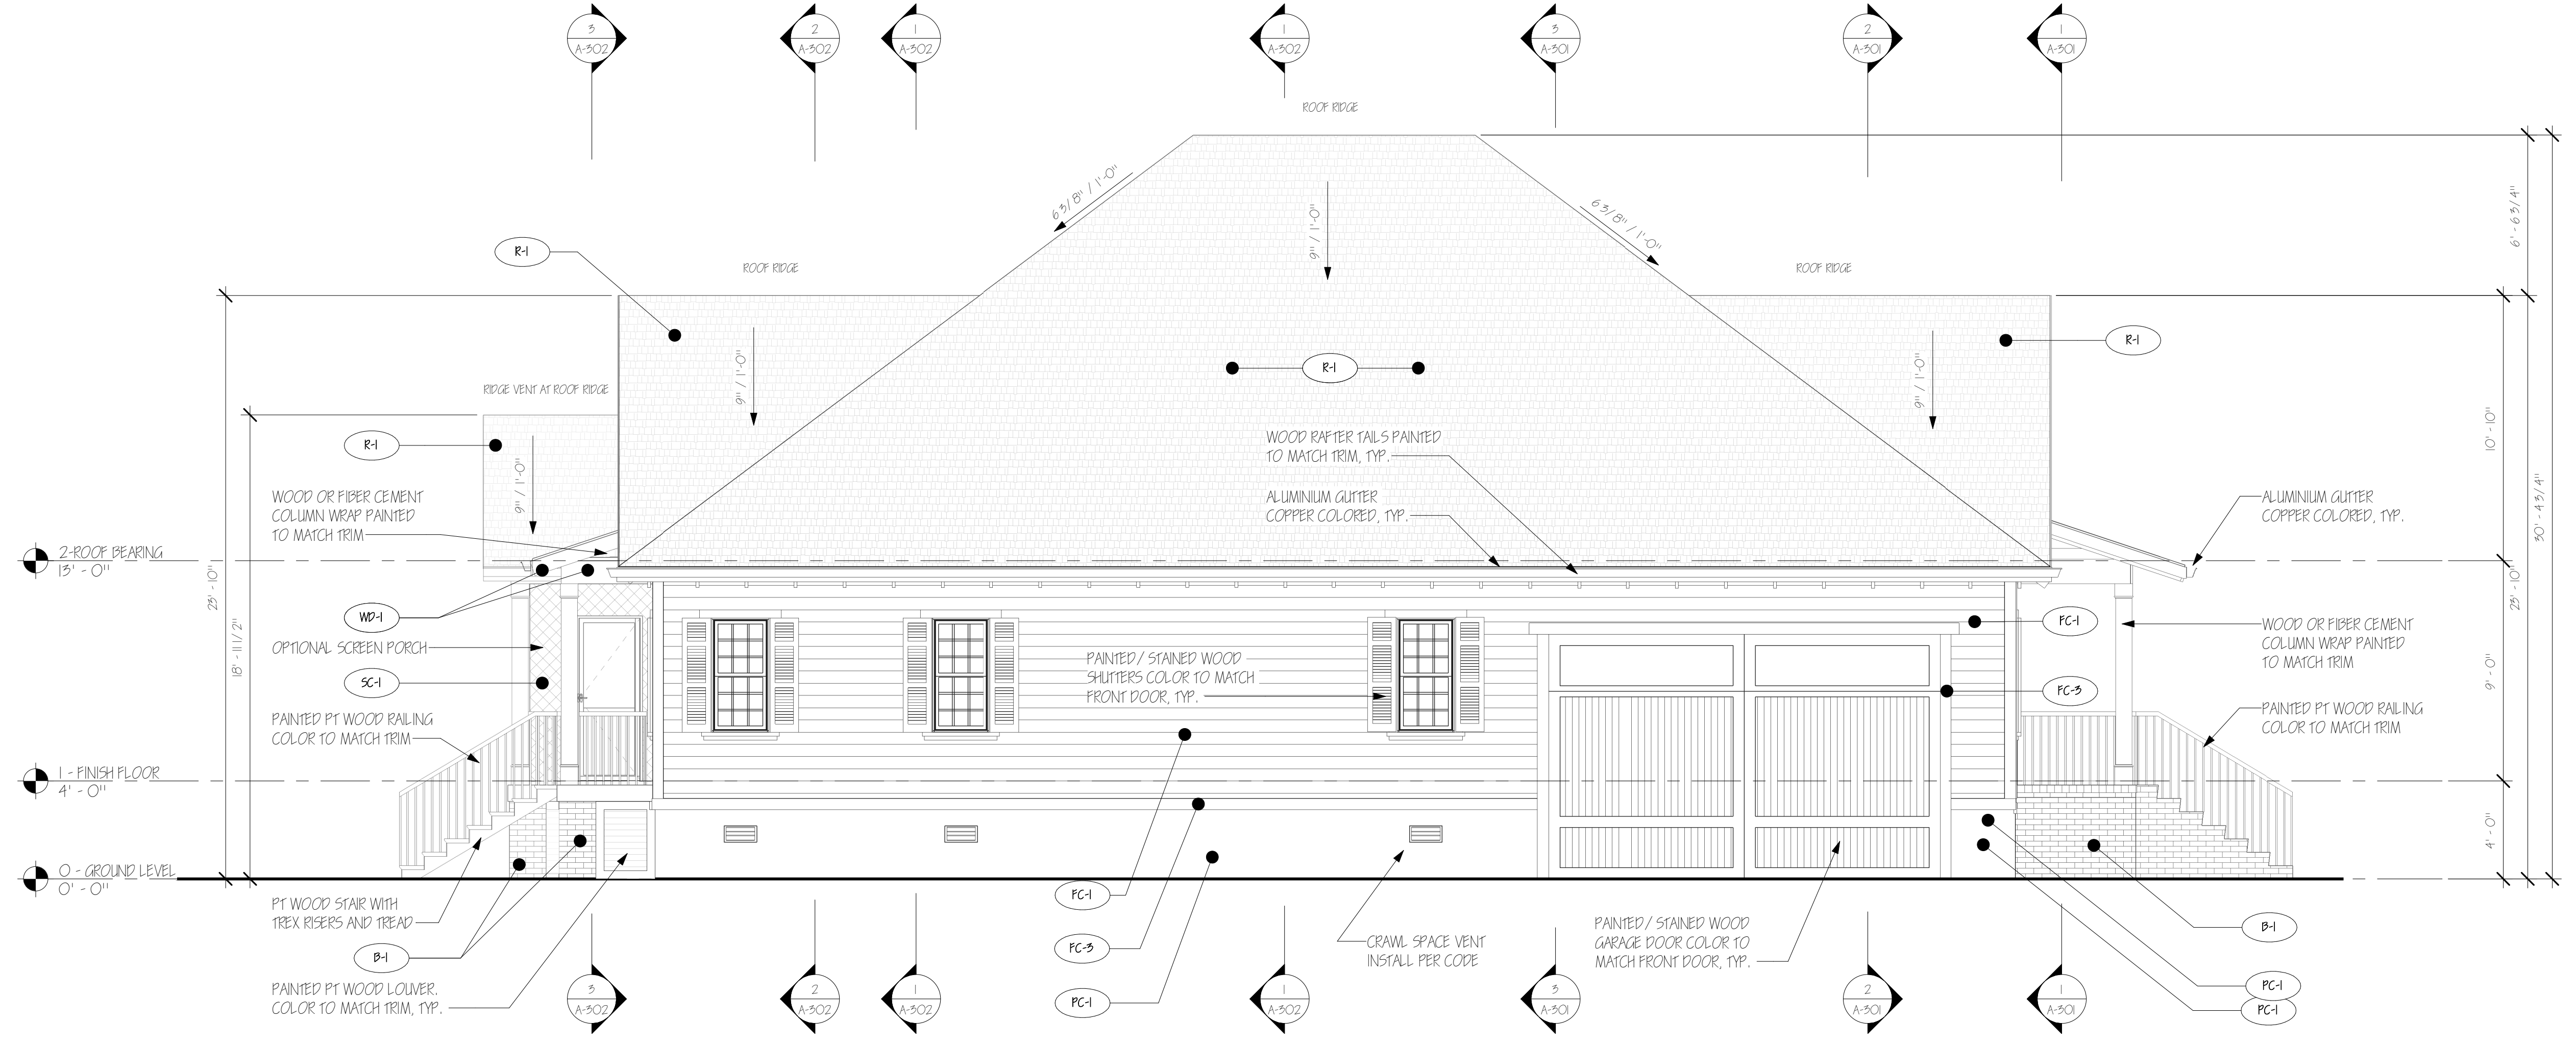 3
A-302
2
A-302
1
A-302
1
A-302
3
A-301
2
A-301
1
A-301
ROOF RIDGE
6 3/8" / 1'-0"
9" / 1'-0"
6 3/8" / 1'-0"
6' - 6 3/4"
R-1
ROOF RIDGE
ROOF RIDGE
R-1
9" / 1'-0"
R-1
9" / 1'-0"
RIDGE VENT AT ROOF RIDGE
R-1
9" / 1'-0"
WOOD RAFTER TAILS PAINTED
TO MATCH TRIM, TYP.
10' - 10"
30' - 4 3/4"
WOOD OR FIBER CEMENT
COLUMN WRAP PAINTED
TO MATCH TRIM
ALUMINIUM GUTTER
COPPER COLORED, TYP.
ALUMINIUM GUTTER
COPPER COLORED, TYP.
2-ROOF BEARING
13' - 0"
23' - 10"
23' - 10"
WD-1
FC-1
18' - 11 1/2"
OPTIONAL SCREEN PORCH
WOOD OR FIBER CEMENT
COLUMN WRAP PAINTED
TO MATCH TRIM
PAINTED / STAINED WOOD
SHUTTERS COLOR TO MATCH
FRONT DOOR, TYP.
SC-1
FC-3
9' - 0"
PAINTED PT WOOD RAILING
COLOR TO MATCH TRIM
PAINTED PT WOOD RAILING
COLOR TO MATCH TRIM
1 - FINISH FLOOR
4' - 0"
4' - 0"
0 - GROUND LEVEL
0' - 0"
PT WOOD STAIR WITH
TREX RISERS AND TREAD
FC-1
B-1
FC-3
CRAWL SPACE VENT
INSTALL PER CODE
PAINTED / STAINED WOOD
GARAGE DOOR COLOR TO
MATCH FRONT DOOR, TYP.
B-1
PAINTED PT WOOD LOUVER.
COLOR TO MATCH TRIM, TYP.
PC-1
PC-1
PC-1
3
A-302
2
A-302
1
A-302
1
A-302
3
A-301
2
A-301
1
A-301